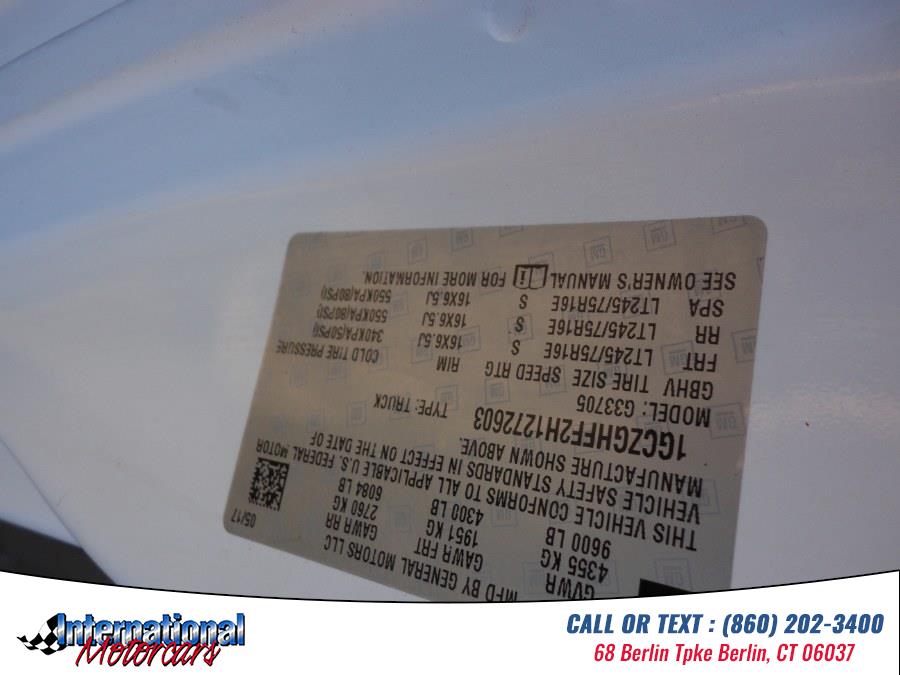 MFD BY GENERAL MOTORS LLC
05/17
GVWR GAWR FRT GAWR RR
4355 KG 1951 KG 2760 KG
9600 LB 4300 LB 6084 LB
THIS VEHICLE CONFORMS TO ALL APPLICABLE U.S. FEDERAL MOTOR
VEHICLE SAFETY STANDARDS IN EFFECT ON THE DATE OF
MANUFACTURE SHOWN ABOVE.
1GCZGHFF2H1272603
MODEL: G33705 TYPE: TRUCK
GBHV TIRE SIZE SPEED RTG RIM COLD TIRE PRESSURE
FRT LT245/75R16E S 16X6.5J 340KPA(50PSI)
RR LT245/75R16E S 16X6.5J 550KPA(80PSI)
SPA LT245/75R16E S 16X6.5J 550KPA(80PSI)
SEE OWNER'S MANUAL FOR MORE INFORMATION.
GM
International
Motorcars
CALL OR TEXT : (860) 202-3400
68 Berlin Tpke Berlin, CT 06037